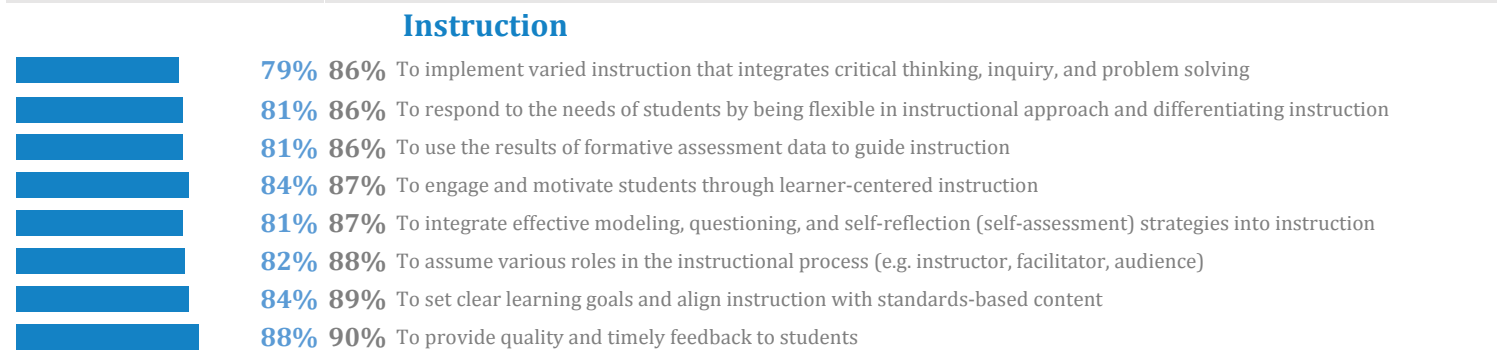 Instruction
79% 86% To implement varied instruction that integrates critical thinking, inquiry, and problem solving
81% 86% To respond to the needs of students by being flexible in instructional approach and differentiating instruction
81% 86% To use the results of formative assessment data to guide instruction
84% 87% To engage and motivate students through learner-centered instruction
81% 87% To integrate effective modeling, questioning, and self-reflection (self-assessment) strategies into instruction
82% 88% To assume various roles in the instructional process (e.g. instructor, facilitator, audience)
84% 89% To set clear learning goals and align instruction with standards-based content
88% 90% To provide quality and timely feedback to students